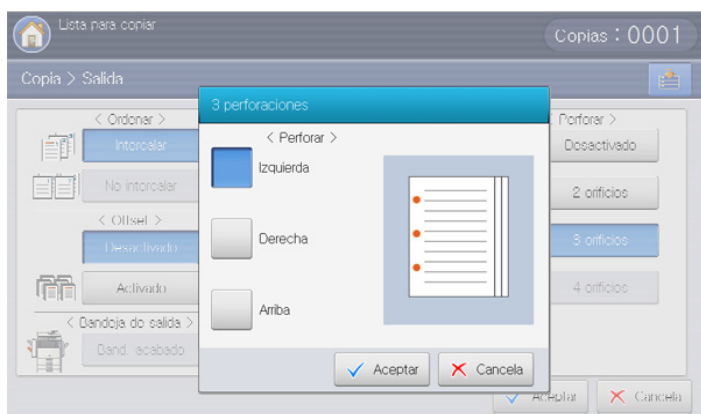 Lista para copiar
Copias : 0001
Copia > Salida
3 perforaciones
< Ordenar >
< Perforar >
< Perforar >
Intercalar
Izquierda
Desactivado
No intercalar
2 orificios
< Offset >
Desactivado
Derecha
3 orificios
Activado
4 orificios
Arriba
< Bandeja de salida >
Band. acabado
Aceptar
Cancela
Aceptar
Cancela